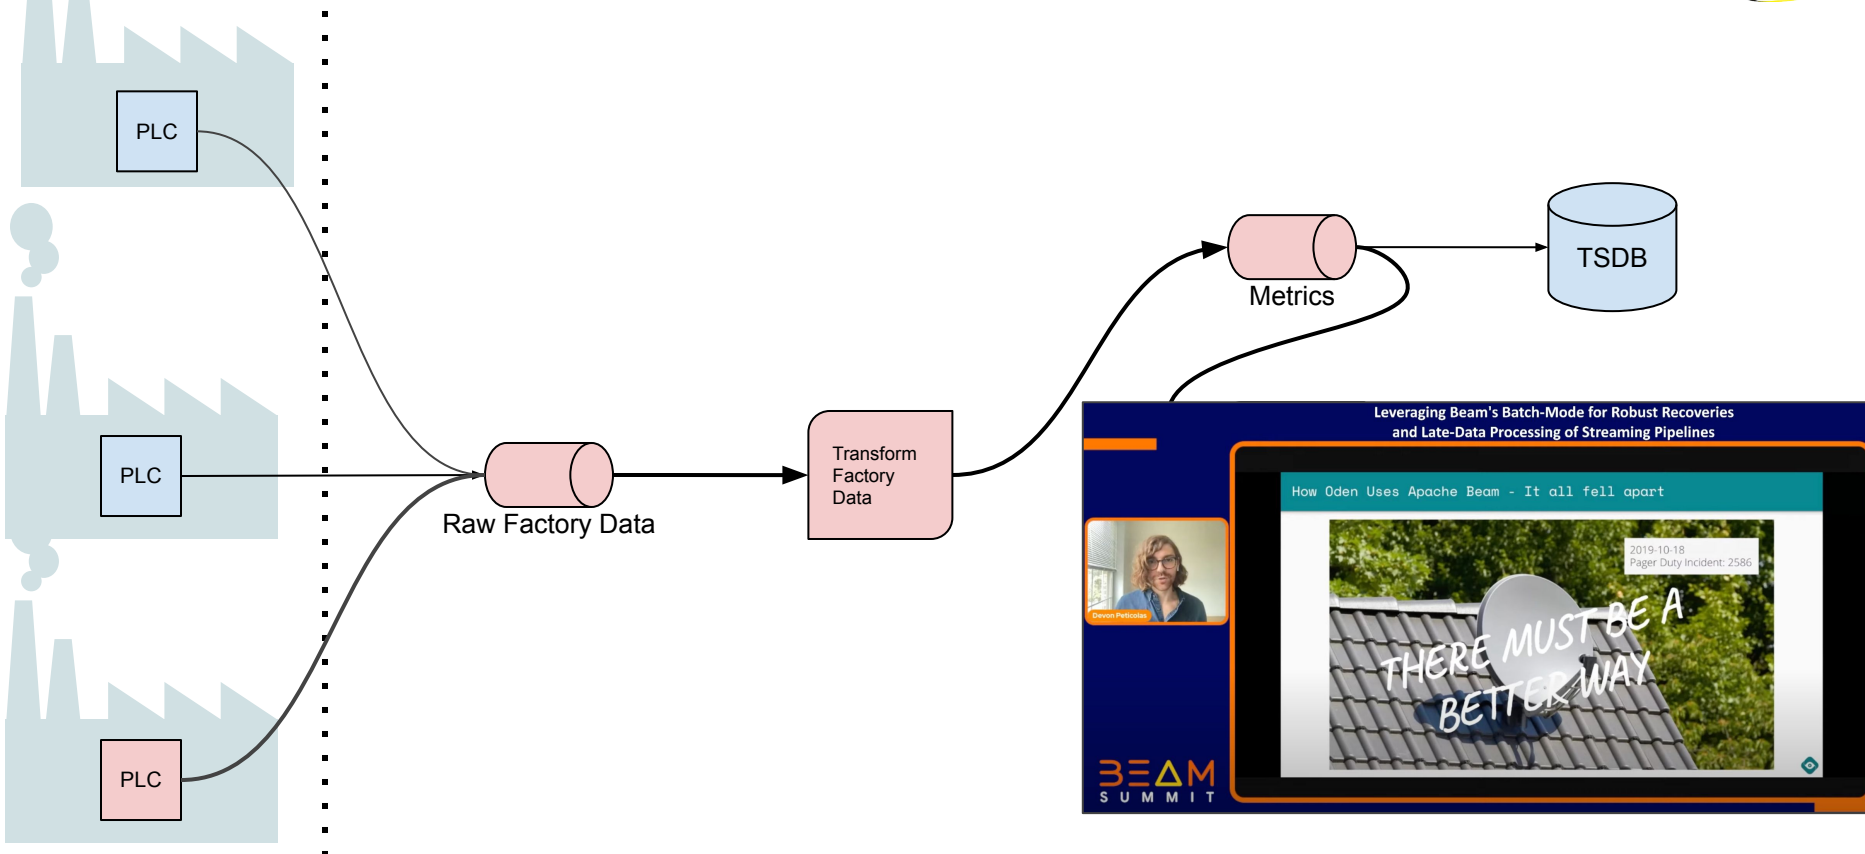 PLC
PLC
PLC
Raw Factory Data
Transform
Factory
Data
Metrics
TSDB
Leveraging Beam's Batch-Mode for Robust Recoveries
and Late-Data Processing of Streaming Pipelines
How Oden Uses Apache Beam - It all fell apart
2019-10-18
Pager Duty Incident: 2586
THERE MUST BE A
BETTER WAY
Devon Peticolas
BEAM
SUMMIT